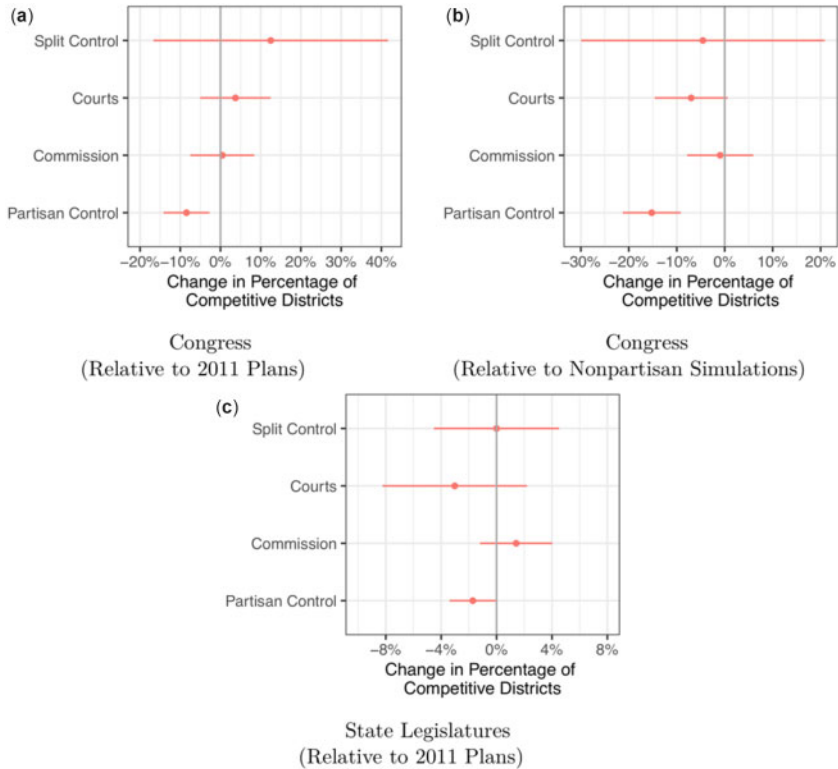 (a)
Split Control
Courts
Commission
Partisan Control
−20% −10% 0% 10% 20% 30% 40%
Change in Percentage of
Competitive Districts
Congress
(Relative to 2011 Plans)
(b)
Split Control
Courts
Commission
Partisan Control
−30% −20% −10% 0% 10% 20%
Change in Percentage of
Competitive Districts
Congress
(Relative to Nonpartisan Simulations)
(c)
Split Control
Courts
Commission
Partisan Control
−8% −4% 0% 4% 8%
Change in Percentage of
Competitive Districts
State Legislatures
(Relative to 2011 Plans)